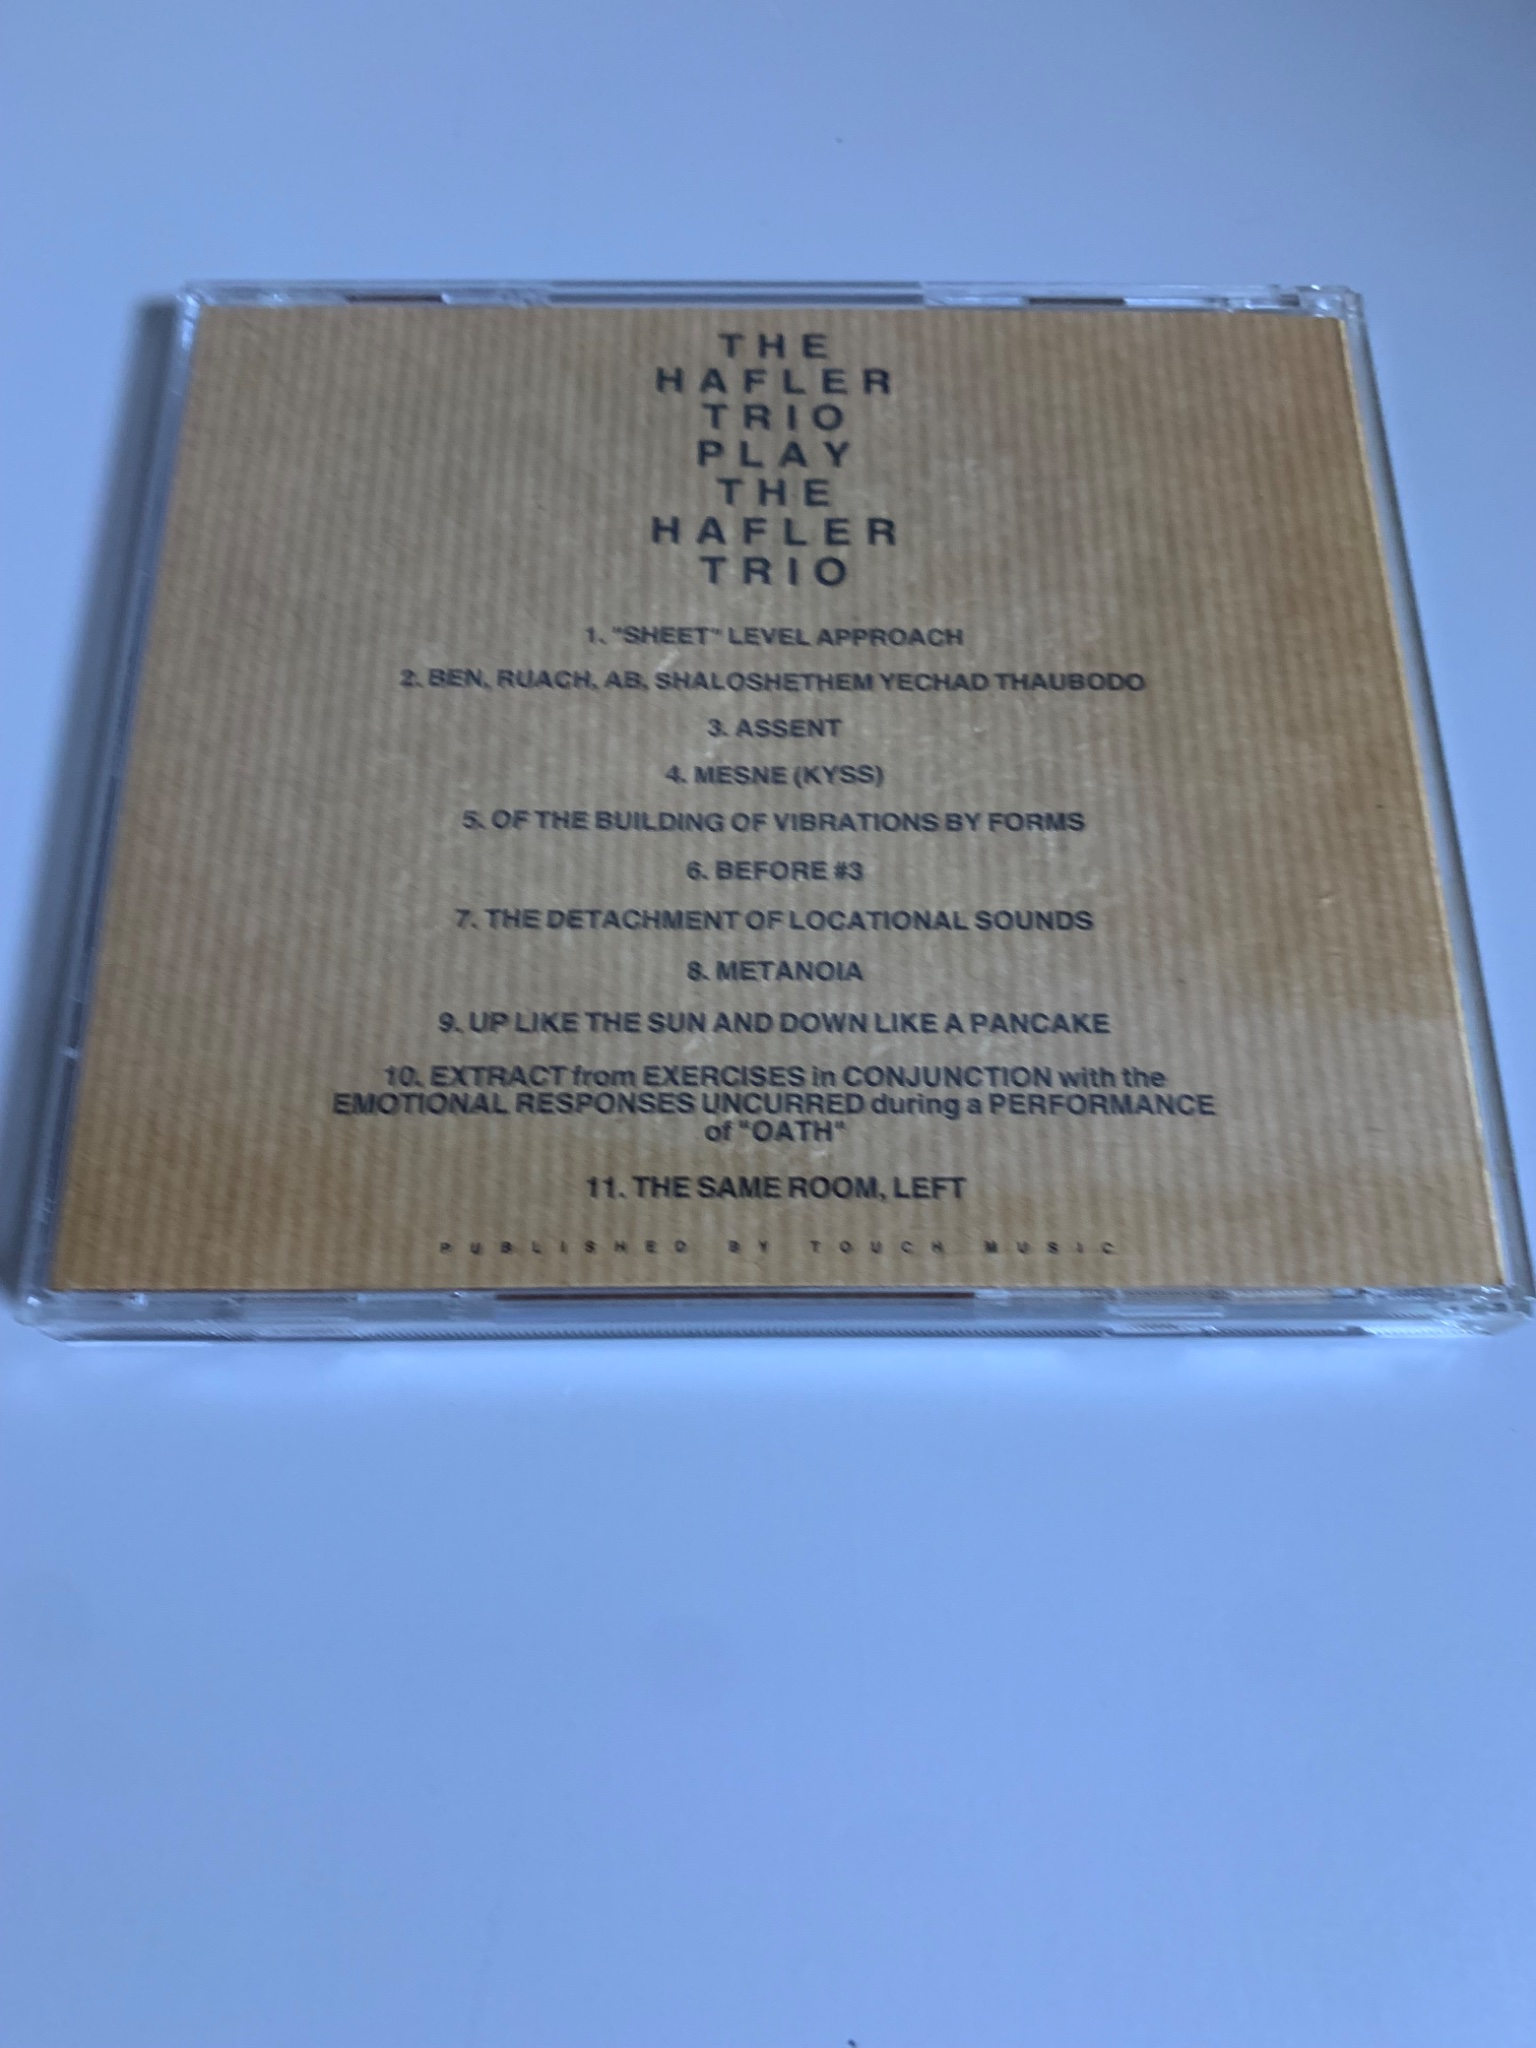 THE
HAFLER
TRIO
PLAY
THE
HAFLER
TRIO
1. "SHEET" LEVEL APPROACH
2. BEN, RUACH, AB, SHALOSHETHEM YECHAD THAUBODO
3. ASSENT
4. MESNE (KYSS)
5. OF THE BUILDING OF VIBRATIONS BY FORMS
6. BEFORE #3
7. THE DETACHMENT OF LOCATIONAL SOUNDS
8. METANOIA
9. UP LIKE THE SUN AND DOWN LIKE A PANCAKE
10. EXTRACT from EXERCISES in CONJUNCTION with the
EMOTIONAL RESPONSES UNCURRED during a PERFORMANCE
of "OATH"
11. THE SAME ROOM, LEFT
PUBLISHED BY TOUCH MUSIC